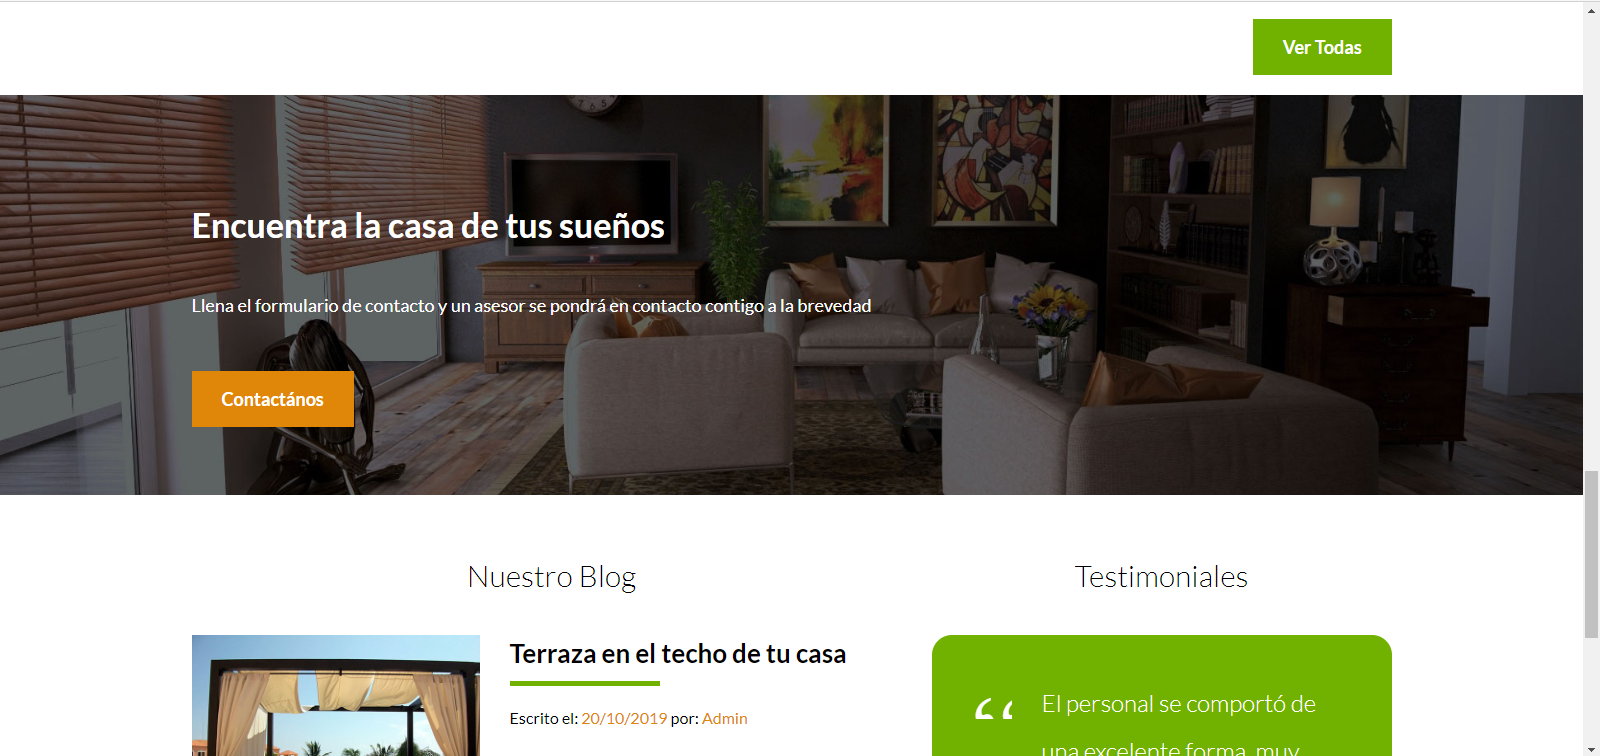 Ver Todas
Encuentra la casa de tus sueños
Llena el formulario de contacto y un asesor se pondrá en contacto contigo a la brevedad
Contactános
Nuestro Blog
Testimoniales
Terraza en el techo de tu casa
Escrito el: 20/10/2019 por: Admin
“ El personal se comportó de
una excelente forma, muy